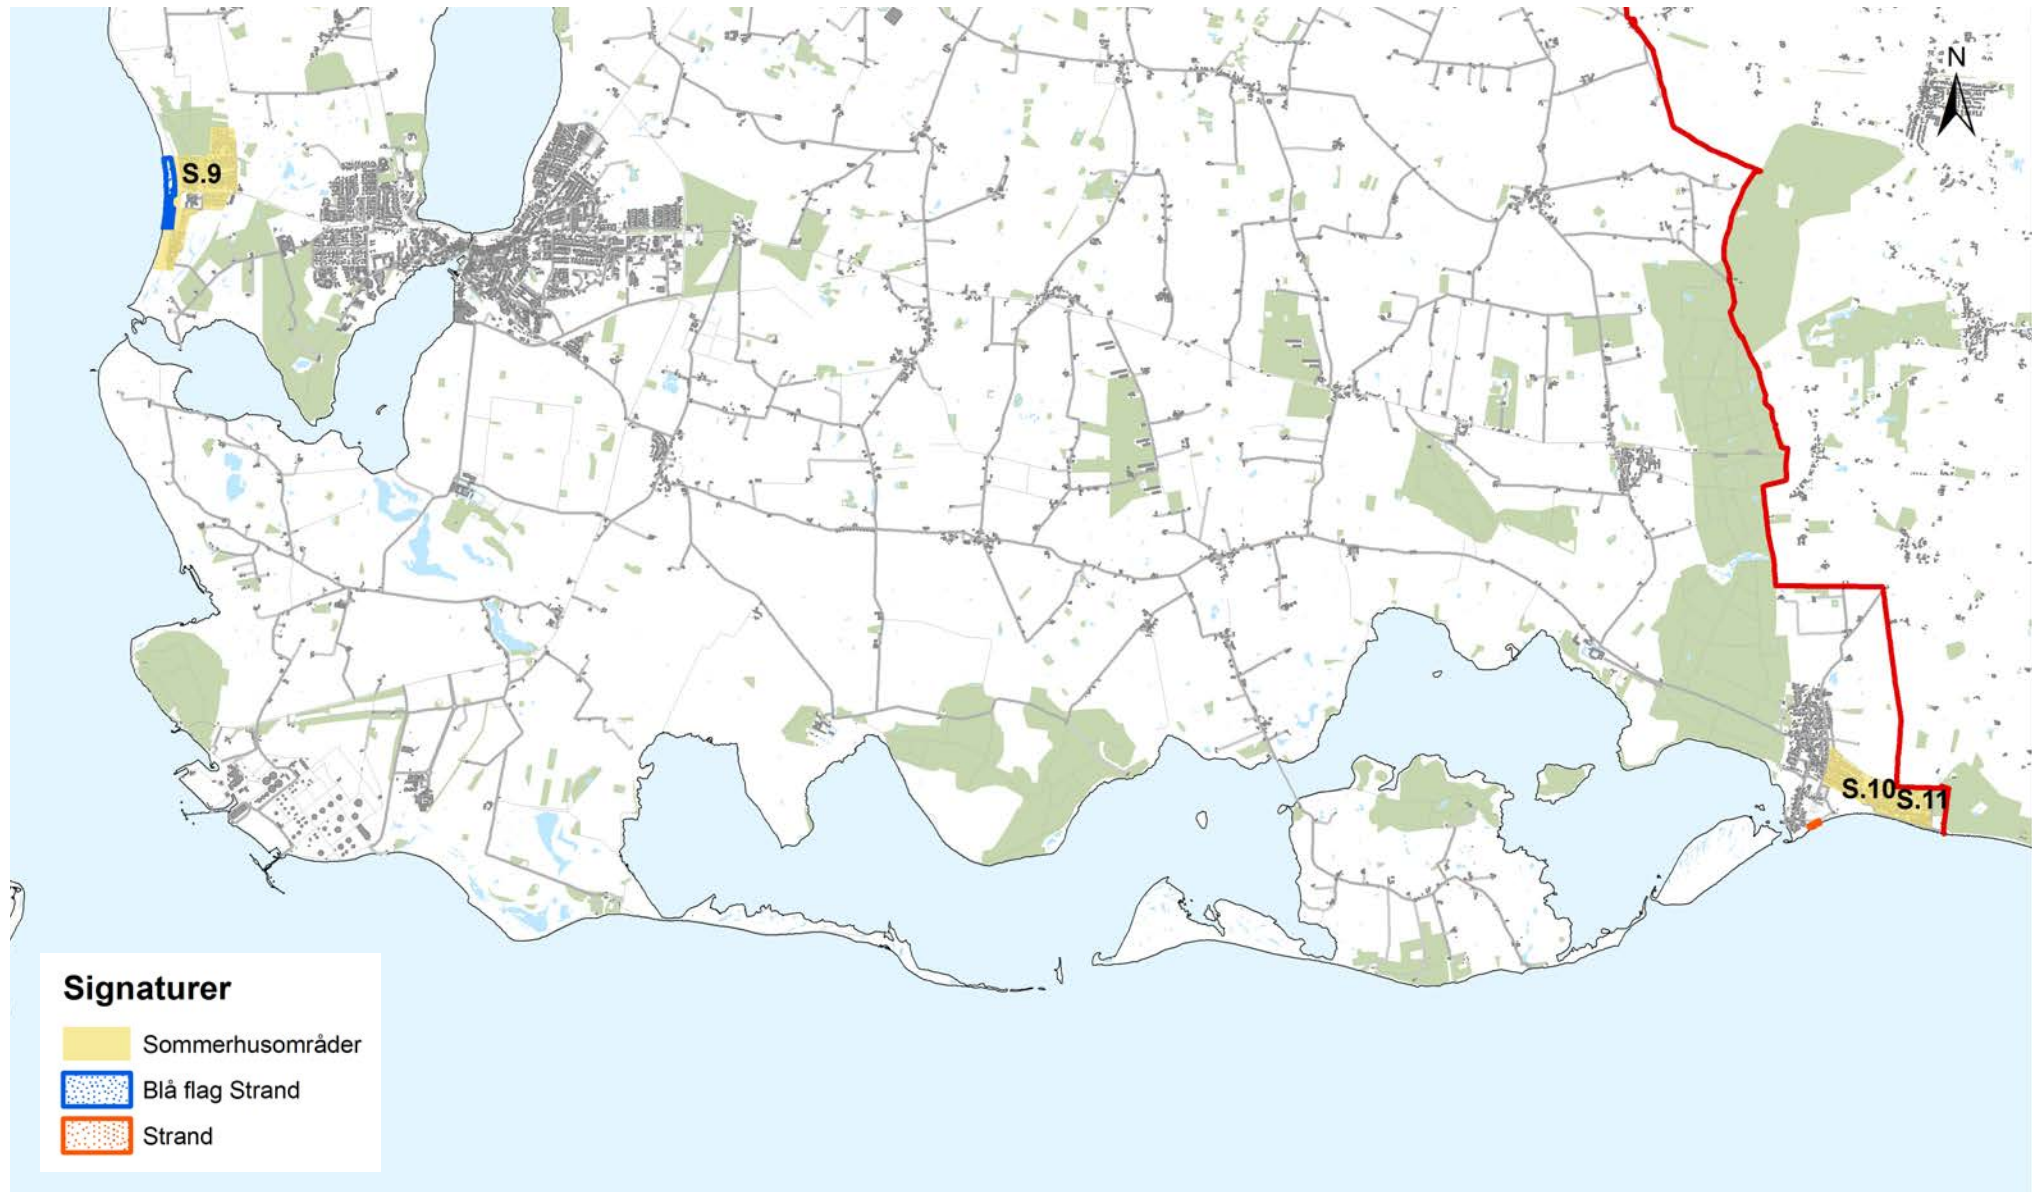 N
S.9
S.10
S.11
Signaturer
Sommerhusområder
Blå flag Strand
Strand